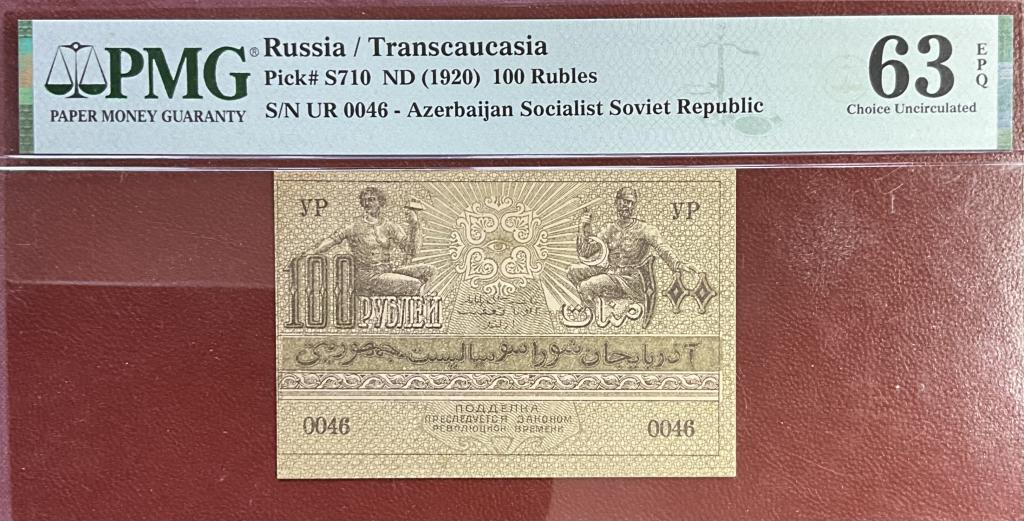 PMG®
PAPER MONEY GUARANTY
Russia / Transcaucasia
Pick# S710 ND (1920) 100 Rubles
S/N UR 0046 - Azerbaijan Socialist Soviet Republic
63
EPQ
Choice Uncirculated
УР УР
100 РУБЛЕЙ
منات
آذربایجان شورا سوسیالیست جمهوریتی
ПОДДЕЛКА
ПРЕСЛЕДУЕТСЯ ЗАКОНОМ
РЕВОЛЮЦИОН. ВРЕМЕНИ
0046 0046